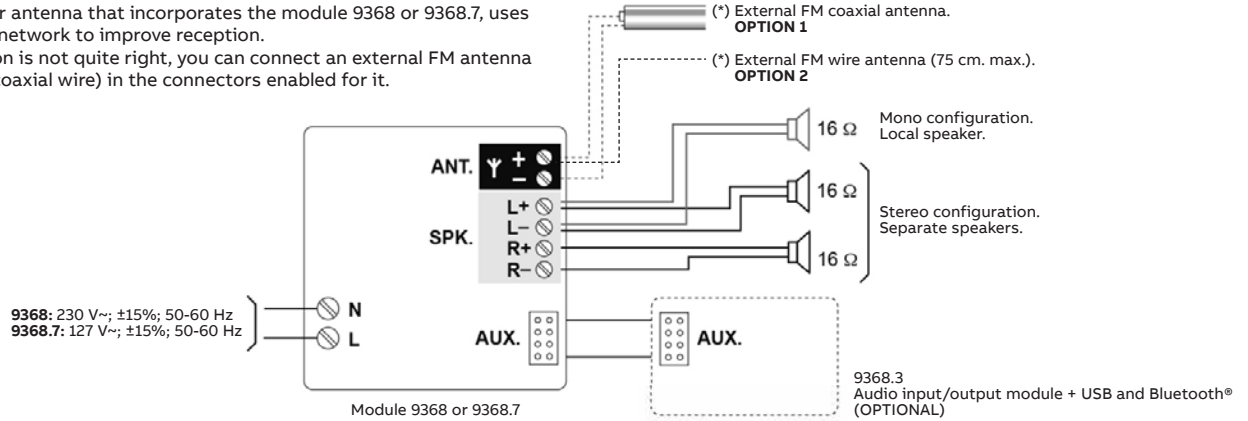 r antenna that incorporates the module 9368 or 9368.7, uses
network to improve reception.
on is not quite right, you can connect an external FM antenna
coaxial wire) in the connectors enabled for it.
(*) External FM coaxial antenna.
OPTION 1
(*) External FM wire antenna (75 cm. max.).
OPTION 2
ANT.
+
−
16 Ω
Mono configuration.
Local speaker.
SPK.
L+
L−
R+
R−
16 Ω
16 Ω
Stereo configuration.
Separate speakers.
9368: 230 V~; ±15%; 50-60 Hz
9368.7: 127 V~; ±15%; 50-60 Hz
N
L
AUX.
AUX.
Module 9368 or 9368.7
9368.3
Audio input/output module + USB and Bluetooth®
(OPTIONAL)